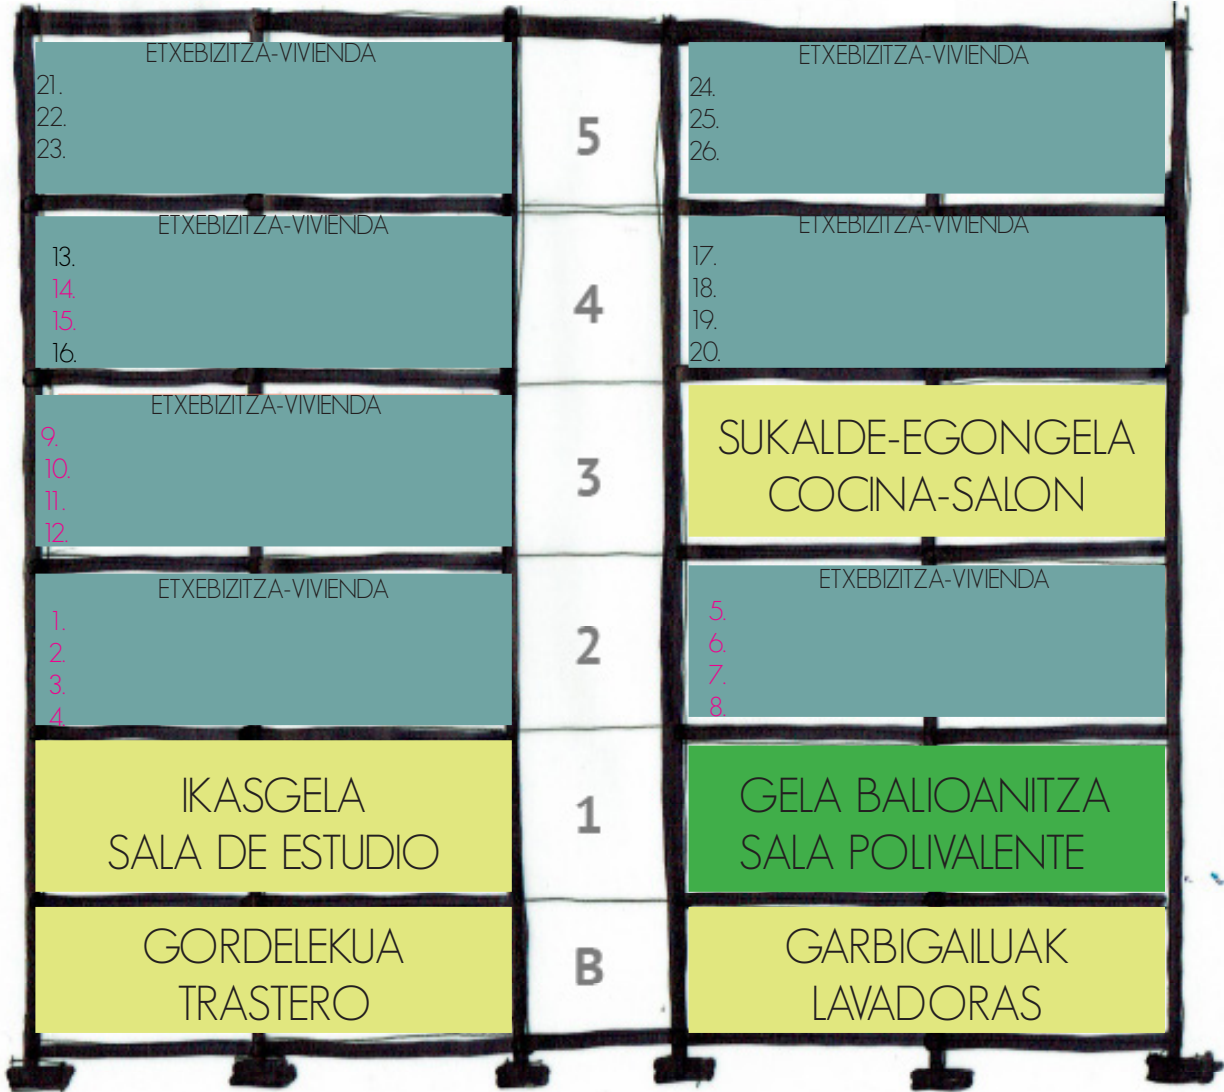 ETXEBIZITZA-VIVIENDA
21.
22.
23.
5
ETXEBIZITZA-VIVIENDA
24.
25.
26.
ETXEBIZITZA-VIVIENDA
13.
14.
15.
16.
4
ETXEBIZITZA-VIVIENDA
17.
18.
19.
20.
ETXEBIZITZA-VIVIENDA
9.
10.
11.
12.
3
SUKALDE-EGONGELA
COCINA-SALON
ETXEBIZITZA-VIVIENDA
1.
2.
3.
4.
2
ETXEBIZITZA-VIVIENDA
5.
6.
7.
8.
IKASGELA
SALA DE ESTUDIO
1
GELA BALIOANITZA
SALA POLIVALENTE
GORDELEKUA
TRASTERO
B
GARBIGAILUAK
LAVADORAS